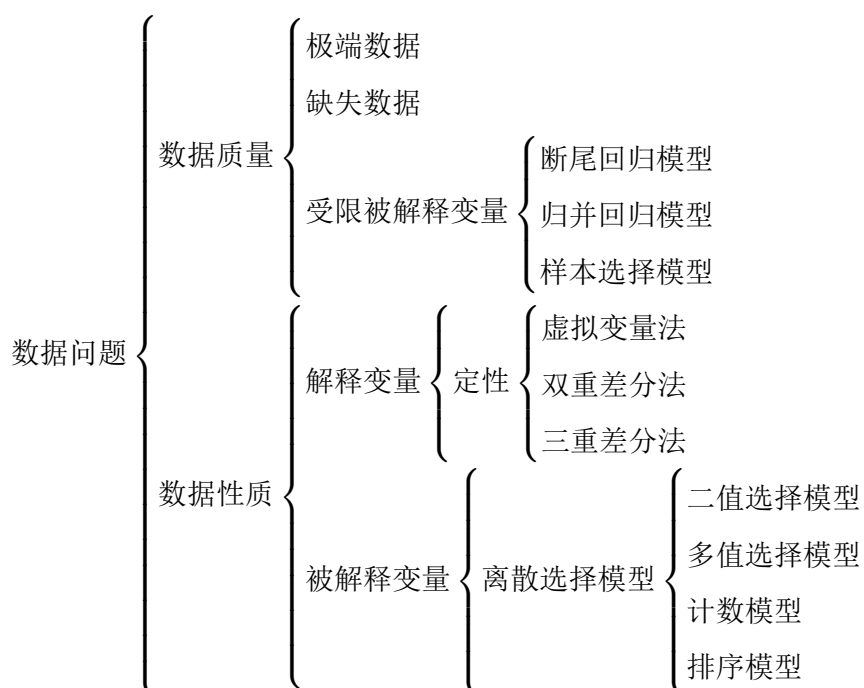 数据问题
数据质量
极端数据
缺失数据
受限被解释变量
断尾回归模型
归并回归模型
样本选择模型
数据性质
解释变量
定性
虚拟变量法
双重差分法
三重差分法
被解释变量
离散选择模型
二值选择模型
多值选择模型
计数模型
排序模型